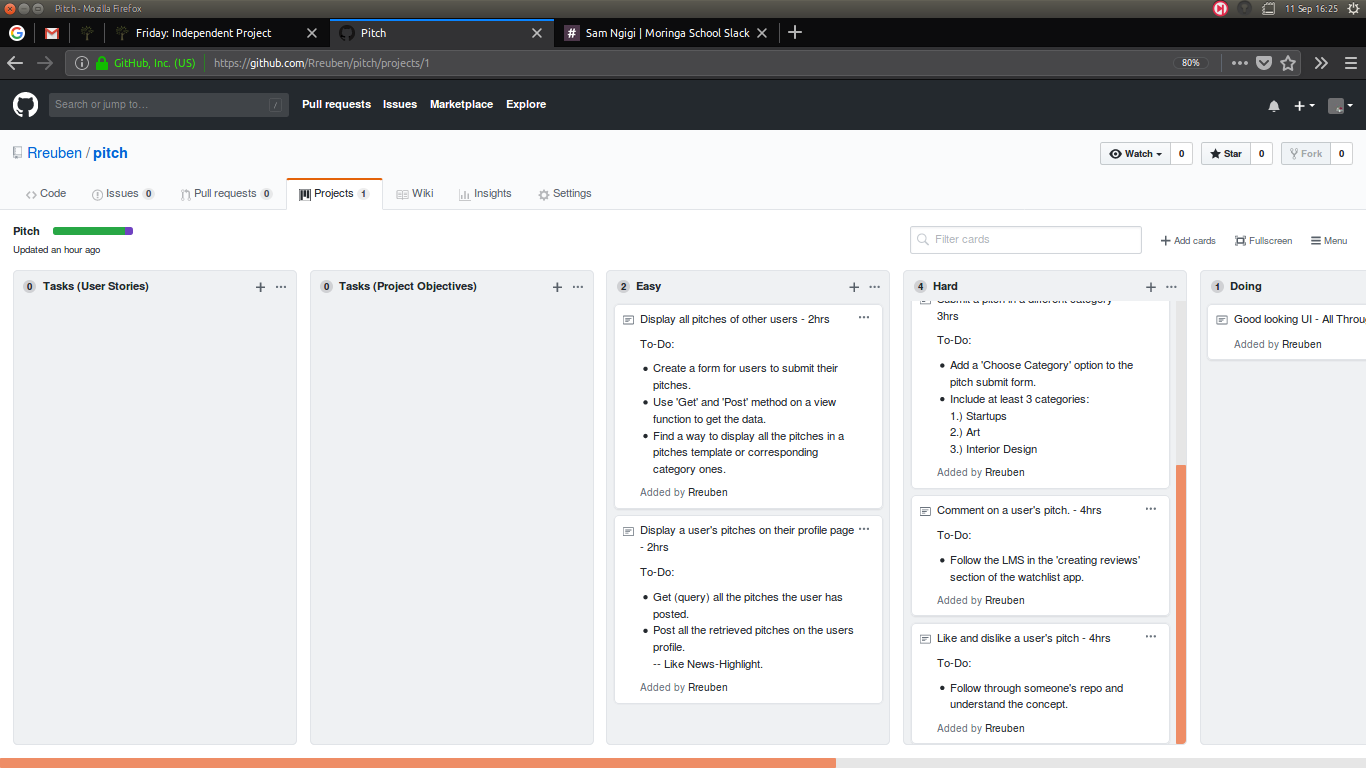 Pitch - Mozilla Firefox
11 Sep 16:25
Friday: Independent Project
Pitch
# Sam Ngigi | Moringa School Slack
GitHub, Inc. (US)
https://github.com/Rreuben/pitch/projects/1
80%
Search or jump to...
/
Pull requests
Issues
Marketplace
Explore
Rreuben / pitch
Watch 0
Star 0
Fork 0
Code
Issues 0
Pull requests 0
Projects 1
Wiki
Insights
Settings
Pitch
Updated an hour ago
Filter cards
+ Add cards
Fullscreen
Menu
0 Tasks (User Stories)
0 Tasks (Project Objectives)
2 Easy
Display all pitches of other users - 2hrs
To-Do:
• Create a form for users to submit their
pitches.
• Use 'Get' and 'Post' method on a view
function to get the data.
• Find a way to display all the pitches in a
pitches template or corresponding
category ones.
Added by Rreuben
Display a user's pitches on their profile page
- 2hrs
To-Do:
• Get (query) all the pitches the user has
posted.
• Post all the retrieved pitches on the users
profile.
-- Like News-Highlight.
Added by Rreuben
4 Hard
Submit a pitch in a different category
3hrs
To-Do:
• Add a 'Choose Category' option to the
pitch submit form.
• Include at least 3 categories:
1.) Startups
2.) Art
3.) Interior Design
Added by Rreuben
Comment on a user's pitch. - 4hrs
To-Do:
• Follow the LMS in the 'creating reviews'
section of the watchlist app.
Added by Rreuben
Like and dislike a user's pitch - 4hrs
To-Do:
• Follow through someone's repo and
understand the concept.
Added by Rreuben
1 Doing
Good looking UI - All Throu
Added by Rreuben